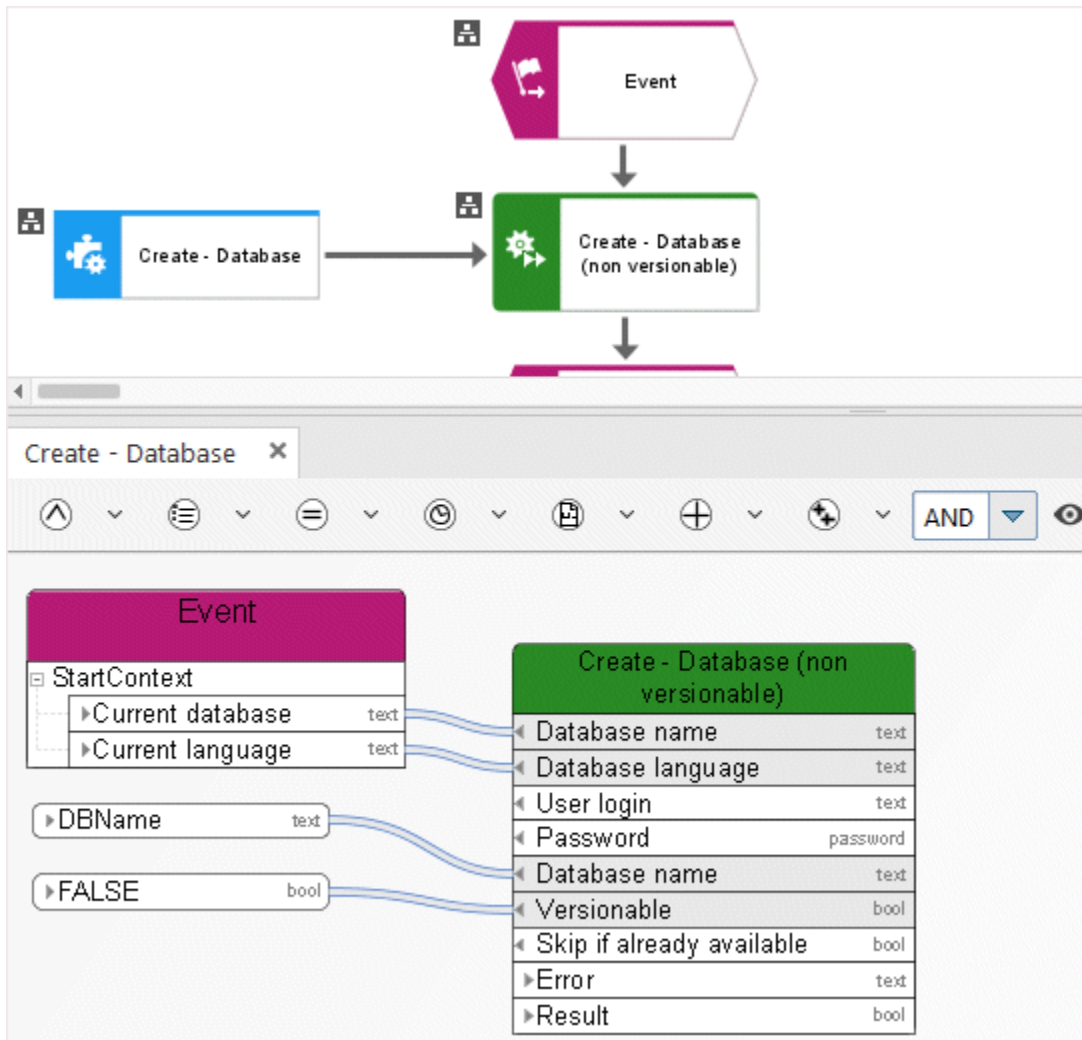 Event
Create - Database
Create - Database
(non versionable)
Create - Database
AND
Event
StartContext
Current database text
Current language text
DBName text
FALSE bool
Create - Database (non
versionable)
Database name text
Database language text
User login text
Password password
Database name text
Versionable bool
Skip if already available bool
Error text
Result bool